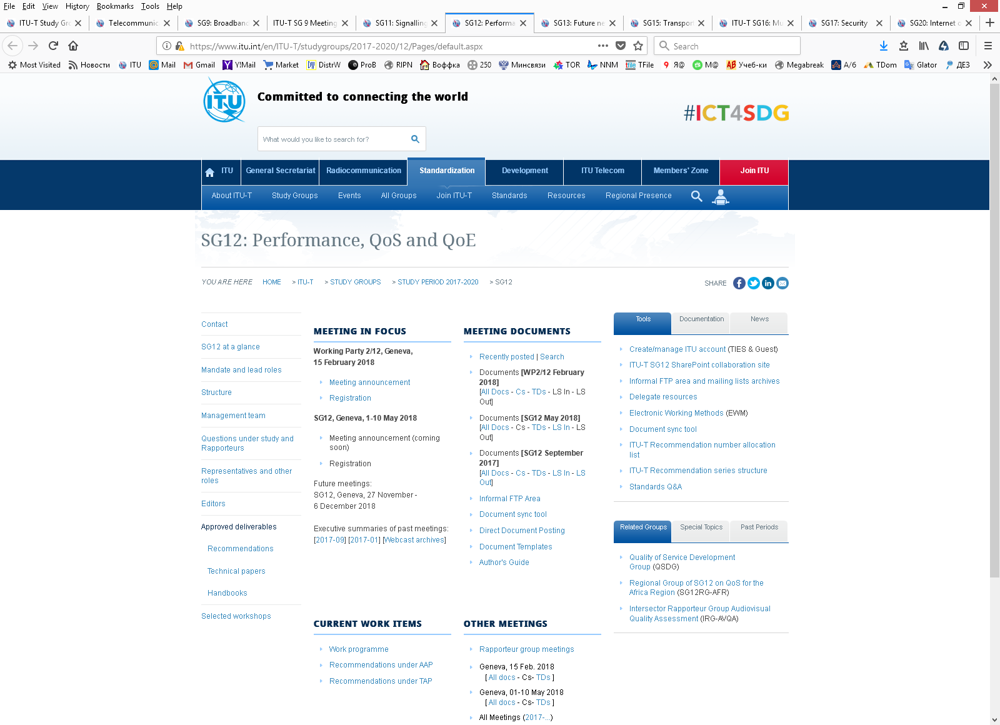 File Edit View History Bookmarks Tools Help
ITU-T Study Gr
Telecommunic
SG9: Broadband
ITU-T SG 9 Meeting
SG11: Signalling
SG12: Performa
SG13: Future ne
SG15: Transport
ITU-T SG16: Mu
SG17: Security
SG20: Internet o
https://www.itu.int/en/ITU-T/studygroups/2017-2020/12/Pages/default.aspx
Search
Most Visited Новости ITU Mail Gmail Y!Mail Market DistrW ProB RIPN Воффка 250 Минсвязи TOR NNM TFile Я@ M@ Учеб-ки Megabreak А/6 TDom Glator ДЕЗ
ITU
Committed to connecting the world
#ICT4SDG
What would you like to search for?
ITU General Secretariat Radiocommunication Standardization Development ITU Telecom Members' Zone Join ITU
About ITU-T Study Groups Events All Groups Join ITU-T Standards Resources Regional Presence
SG12: Performance, QoS and QoE
YOU ARE HERE HOME > ITU-T > STUDY GROUPS > STUDY PERIOD 2017-2020 > SG12
SHARE
Contact
SG12 at a glance
Mandate and lead roles
Structure
Management team
Questions under study and
Rapporteurs
Representatives and other
roles
Editors
Approved deliverables
Recommendations
Technical papers
Handbooks
Selected workshops
MEETING IN FOCUS
Working Party 2/12, Geneva,
15 February 2018
Meeting announcement
Registration
SG12, Geneva, 1-10 May 2018
Meeting announcement (coming
soon)
Registration
Future meetings:
SG12, Geneva, 27 November -
6 December 2018
Executive summaries of past meetings:
[2017-09] [2017-01] [Webcast archives]
MEETING DOCUMENTS
Recently posted | Search
Documents [WP2/12 February
2018]
[All Docs - Cs - TDs - LS In - LS
Out]
Documents [SG12 May 2018]
[All Docs - Cs - TDs - LS In - LS
Out]
Documents [SG12 September
2017]
[All Docs - Cs - TDs - LS In - LS
Out]
Informal FTP Area
Document sync tool
Direct Document Posting
Document Templates
Author's Guide
CURRENT WORK ITEMS
Work programme
Recommendations under AAP
Recommendations under TAP
OTHER MEETINGS
Rapporteur group meetings
Geneva, 15 Feb. 2018
[ All docs - Cs- TDs ]
Geneva, 01-10 May 2018
[ All docs - Cs- TDs ]
All Meetings (2017-...)
Tools Documentation News
Create/manage ITU account (TIES & Guest)
ITU-T SG12 SharePoint collaboration site
Informal FTP area and mailing lists archives
Delegate resources
Electronic Working Methods (EWM)
Document sync tool
ITU-T Recommendation number allocation
list
ITU-T Recommendation series structure
Standards Q&A
Related Groups Special Topics Past Periods
Quality of Service Development
Group (QSDG)
Regional Group of SG12 on QoS for the
Africa Region (SG12RG-AFR)
Intersector Rapporteur Group Audiovisual
Quality Assessment (IRG-AVQA)